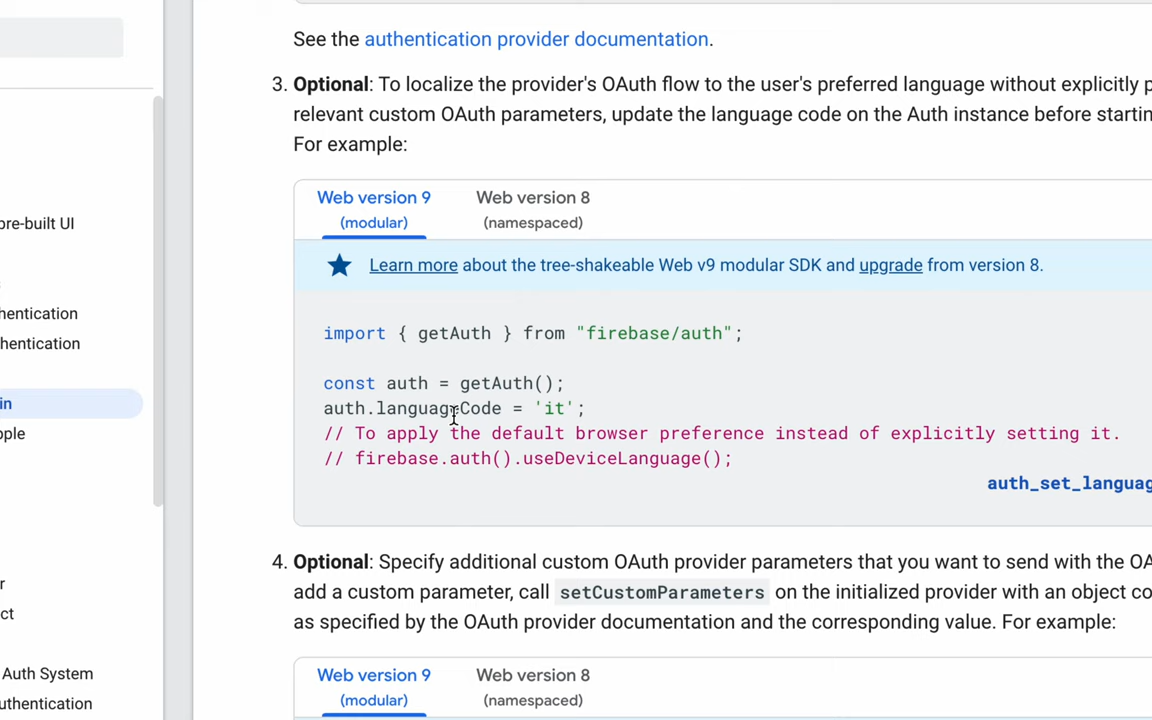 See the authentication provider documentation.
3. Optional: To localize the provider's OAuth flow to the user's preferred language without explicitly p
relevant custom OAuth parameters, update the language code on the Auth instance before startin
For example:
Web version 9
(modular)
Web version 8
(namespaced)
Learn more about the tree-shakeable Web v9 modular SDK and upgrade from version 8.
import { getAuth } from "firebase/auth";
const auth = getAuth();
auth.languageCode = 'it';
// To apply the default browser preference instead of explicitly setting it.
// firebase.auth().useDeviceLanguage();
auth_set_languag
4. Optional: Specify additional custom OAuth provider parameters that you want to send with the OA
add a custom parameter, call setCustomParameters on the initialized provider with an object co
as specified by the OAuth provider documentation and the corresponding value. For example:
Web version 9
(modular)
Web version 8
(namespaced)
pre-built UI
hentication
hentication
in
pple
r
ct
Auth System
uthentication